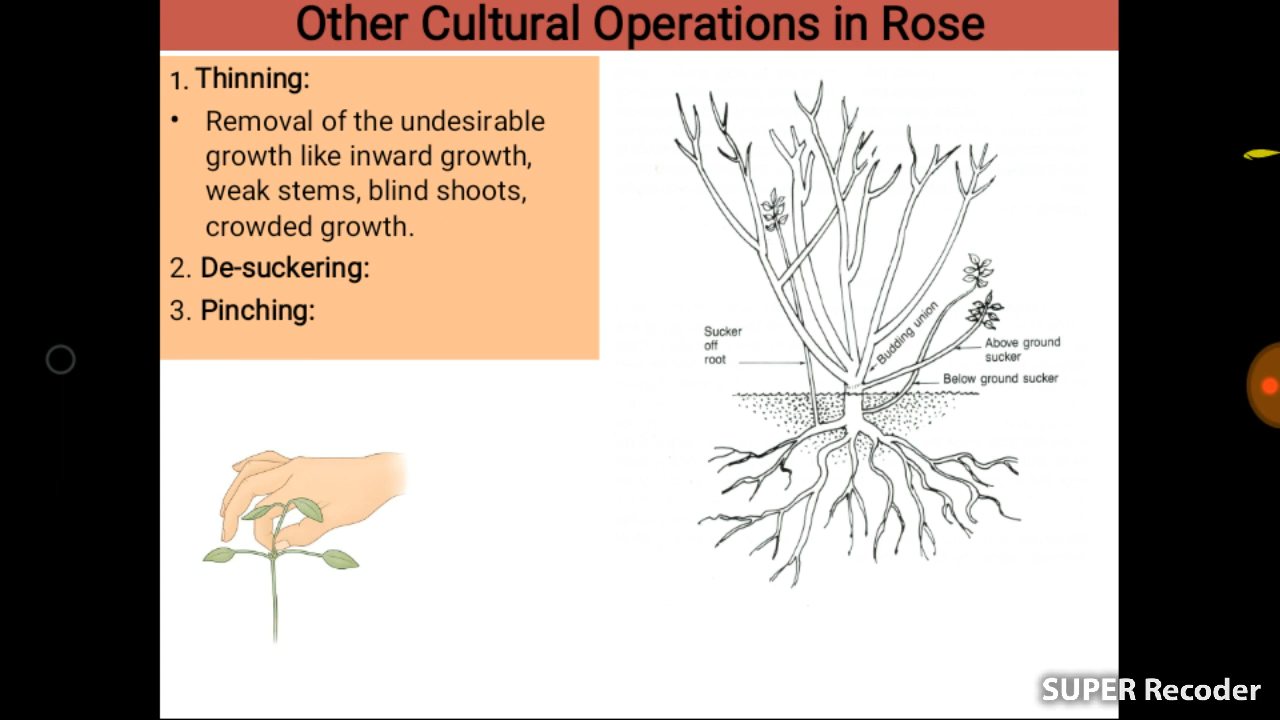 Other Cultural Operations in Rose
1. Thinning:
• Removal of the undesirable
growth like inward growth,
weak stems, blind shoots,
crowded growth.
2. De-suckering:
3. Pinching:
Sucker
off
root
Budding union
Above ground
sucker
Below ground sucker
SUPER Recoder